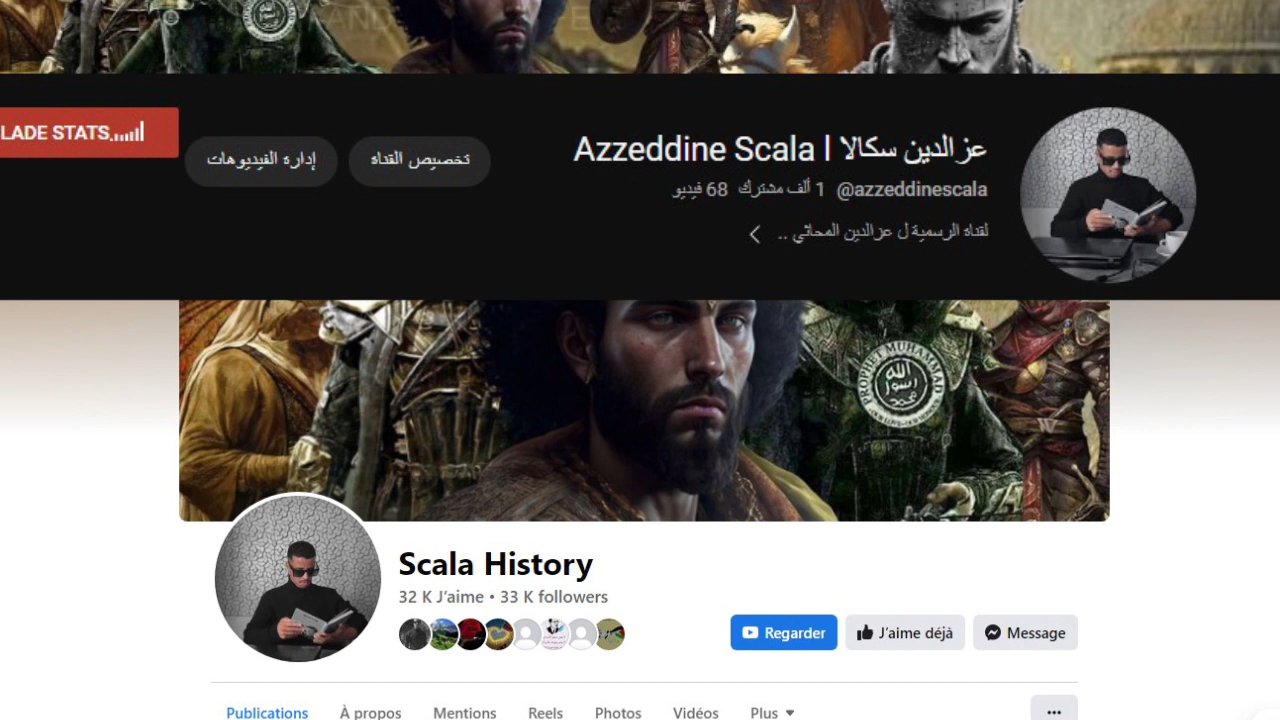 LADE STATS
إدارة الفيديوهات
تخصيص القناة
عزالدين سكالا | Azzeddine Scala
@azzeddinescala 1 ألف مشترك 68 فيديو
لقناة الرسمية ل عزالدين المحاثي ..
PROPHET MUHAMMAD
الله
رسول
محمد
Scala History
32 K J’aime • 33 K followers
Regarder
J’aime déjà
Message
Publications
À propos
Mentions
Reels
Photos
Vidéos
Plus